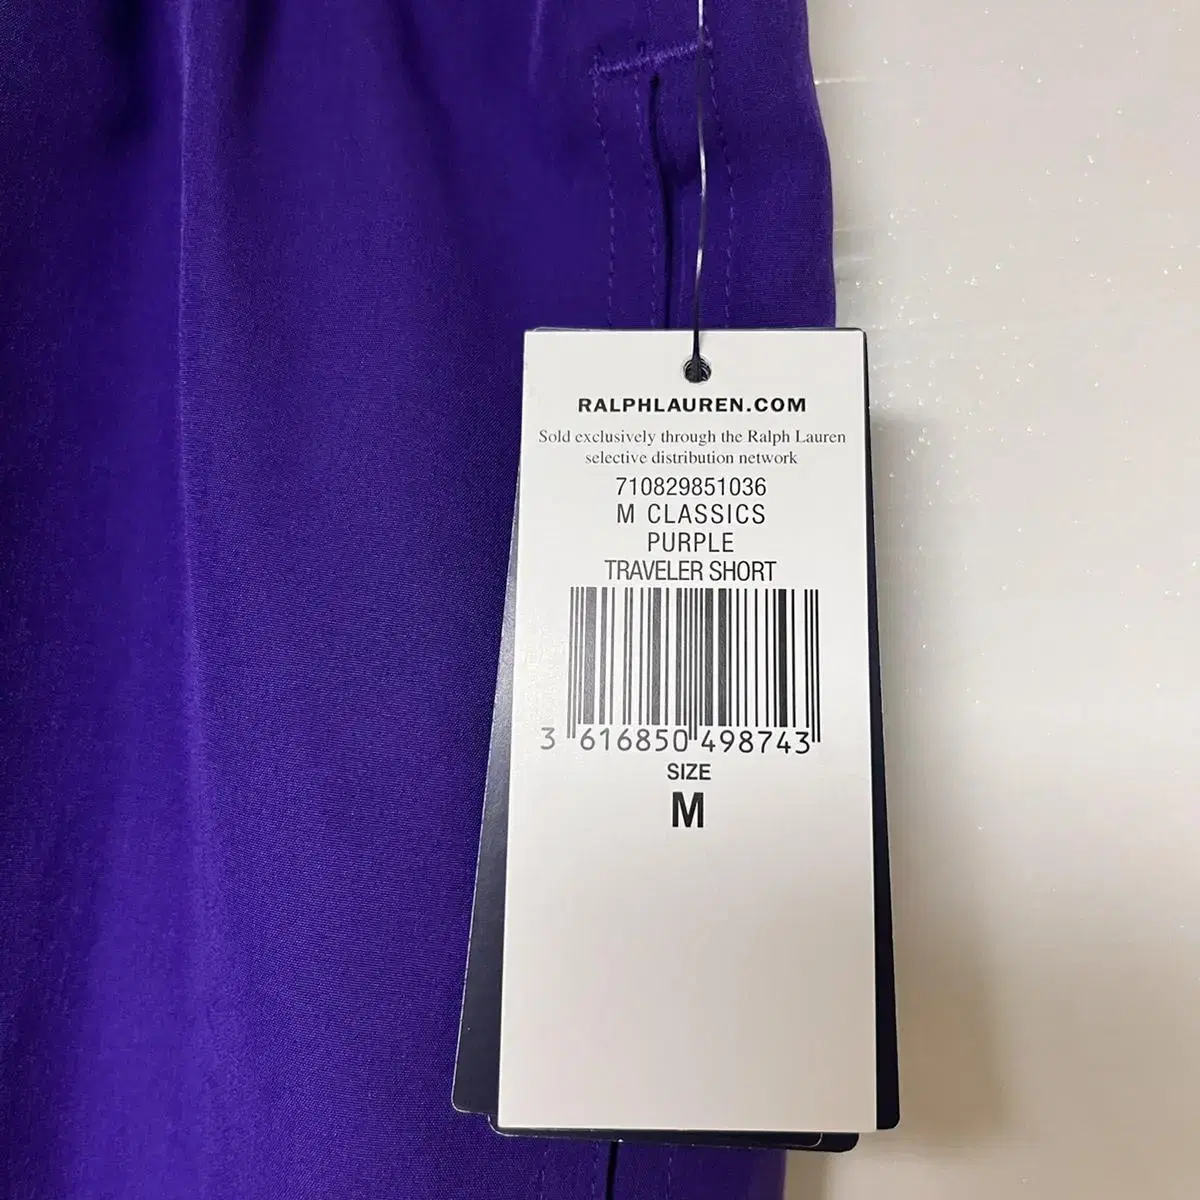 RALPHLAUREN.COM
Sold exclusively through the Ralph Lauren
selective distribution network
710829851036
M CLASSICS
PURPLE
TRAVELER SHORT
3 616850 498743
SIZE
M